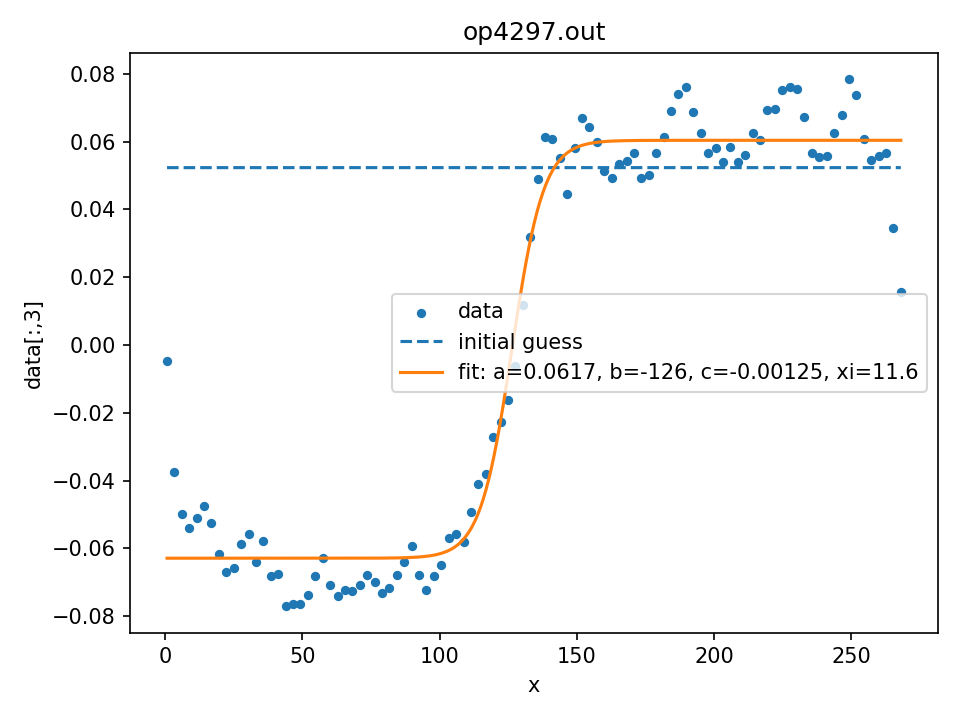 op4297.out
0.08
0.06
0.04
0.02
0.00
−0.02
−0.04
−0.06
−0.08
data[:,3]
data
initial guess
fit: a=0.0617, b=-126, c=-0.00125, xi=11.6
0 50 100 150 200 250
x